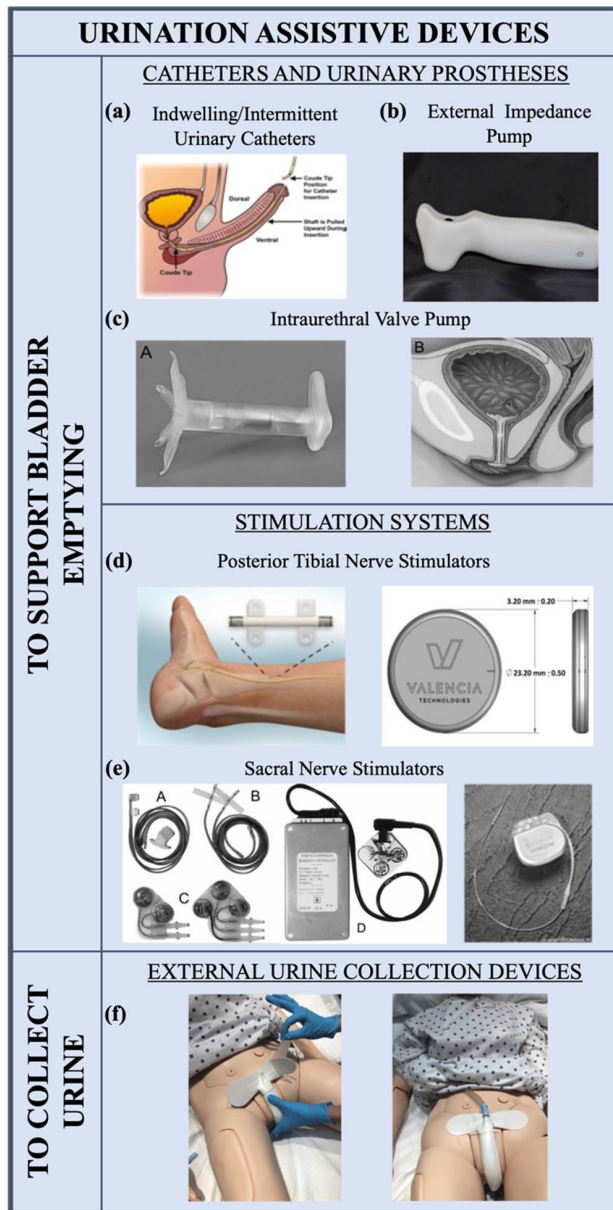 URINATION ASSISTIVE DEVICES
TO SUPPORT BLADDER
EMPTYING
CATHETERS AND URINARY PROSTHESES
(a) Indwelling/Intermittent
Urinary Catheters
(b) External Impedance
Pump
Coude Tip
Position
for Catheter
Insertion
Dorsal
Shaft is Pulled
Upward During
Insertion
Ventral
Coude Tip
(c) Intraurethral Valve Pump
A
B
STIMULATION SYSTEMS
(d) Posterior Tibial Nerve Stimulators
3.20 mm ± 0.20
Ø23.20 mm ± 0.50
VALENCIA
TECHNOLOGIES
(e) Sacral Nerve Stimulators
A
B
C
D
TO COLLECT
URINE
EXTERNAL URINE COLLECTION DEVICES
(f)